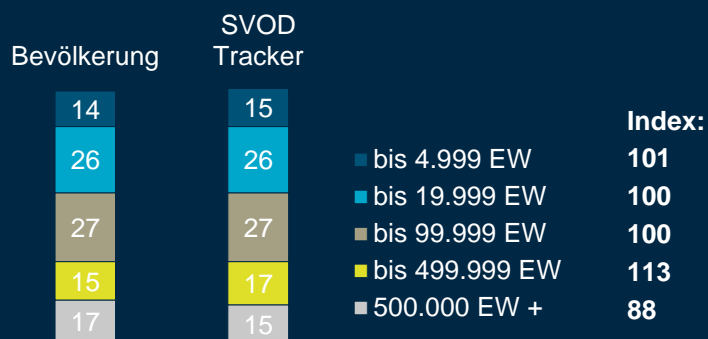 Bevölkerung
SVOD
Tracker
14
15
26
26
27
27
15
17
17
15
Index:
bis 4.999 EW 101
bis 19.999 EW 100
bis 99.999 EW 100
bis 499.999 EW 113
500.000 EW + 88